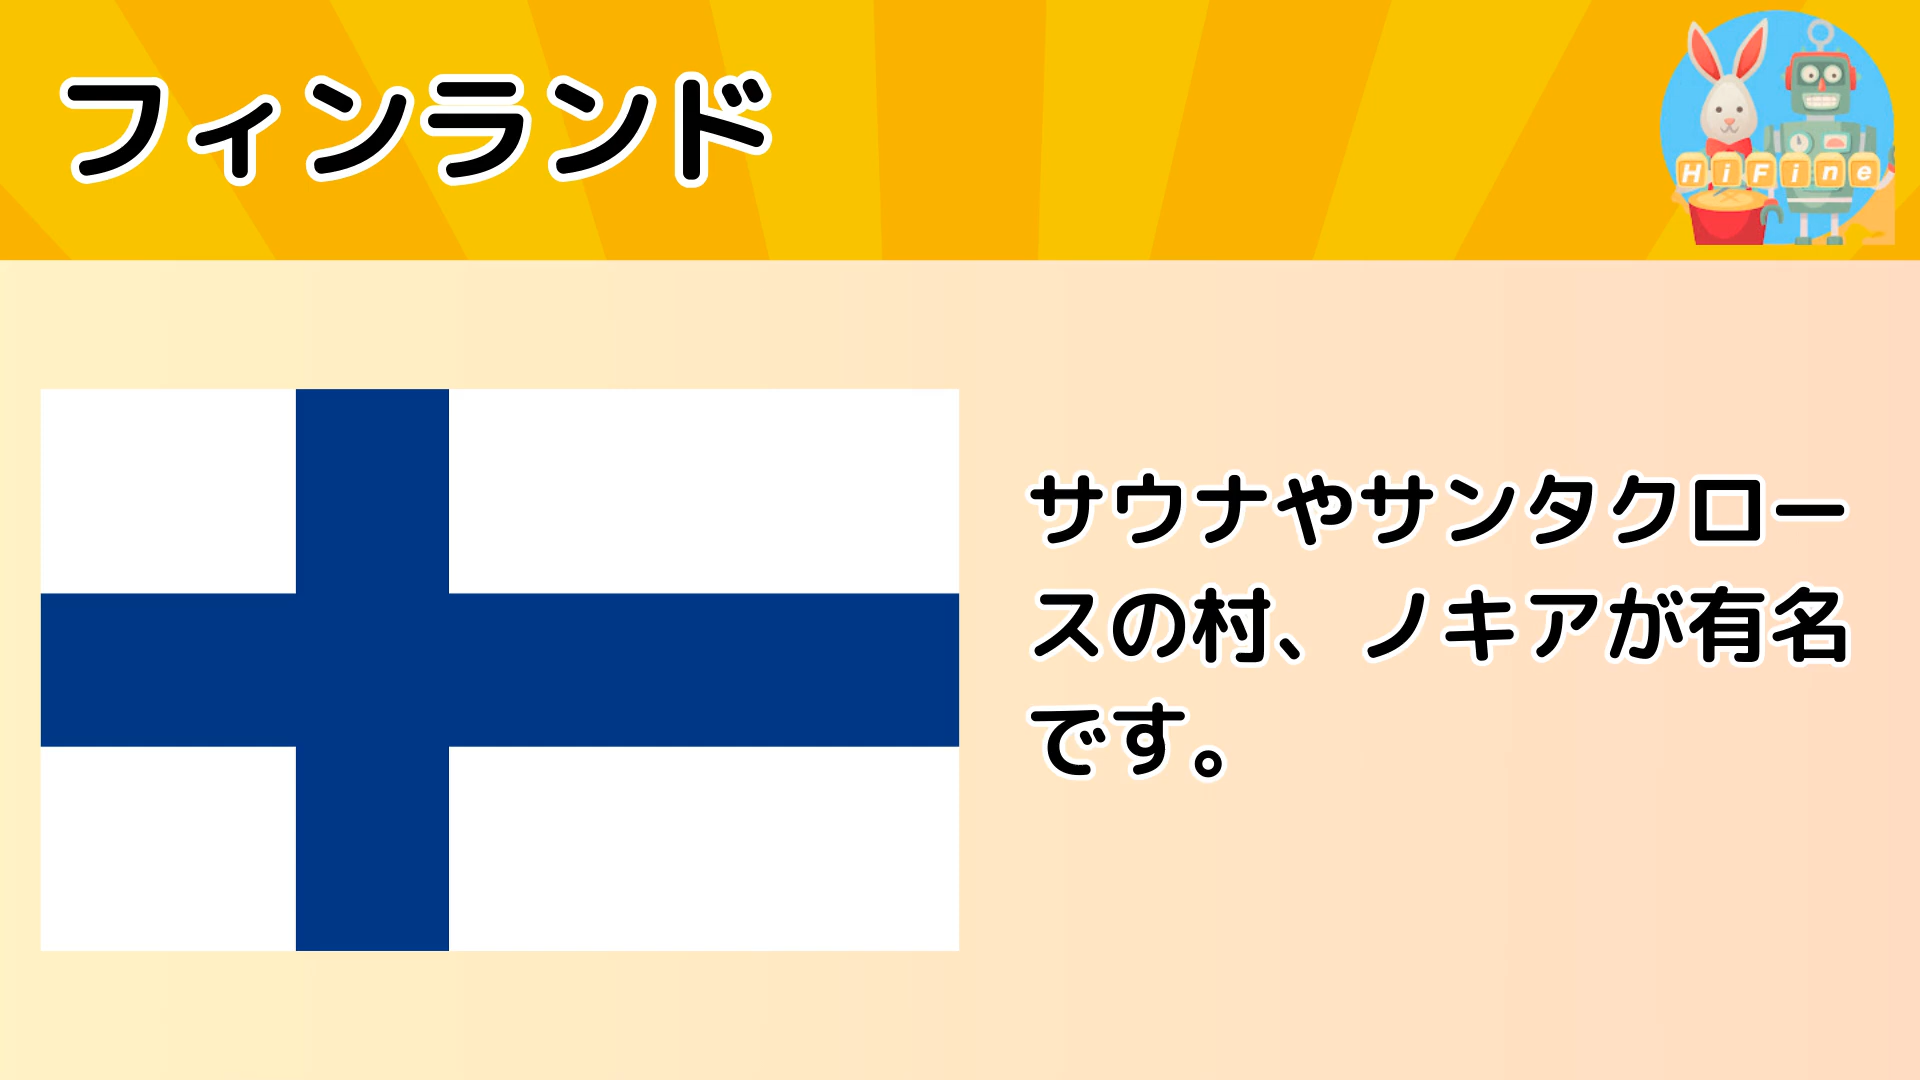 フィンランド
HiFine
サウナやサンタクロー
スの村、ノキアが有名
です。